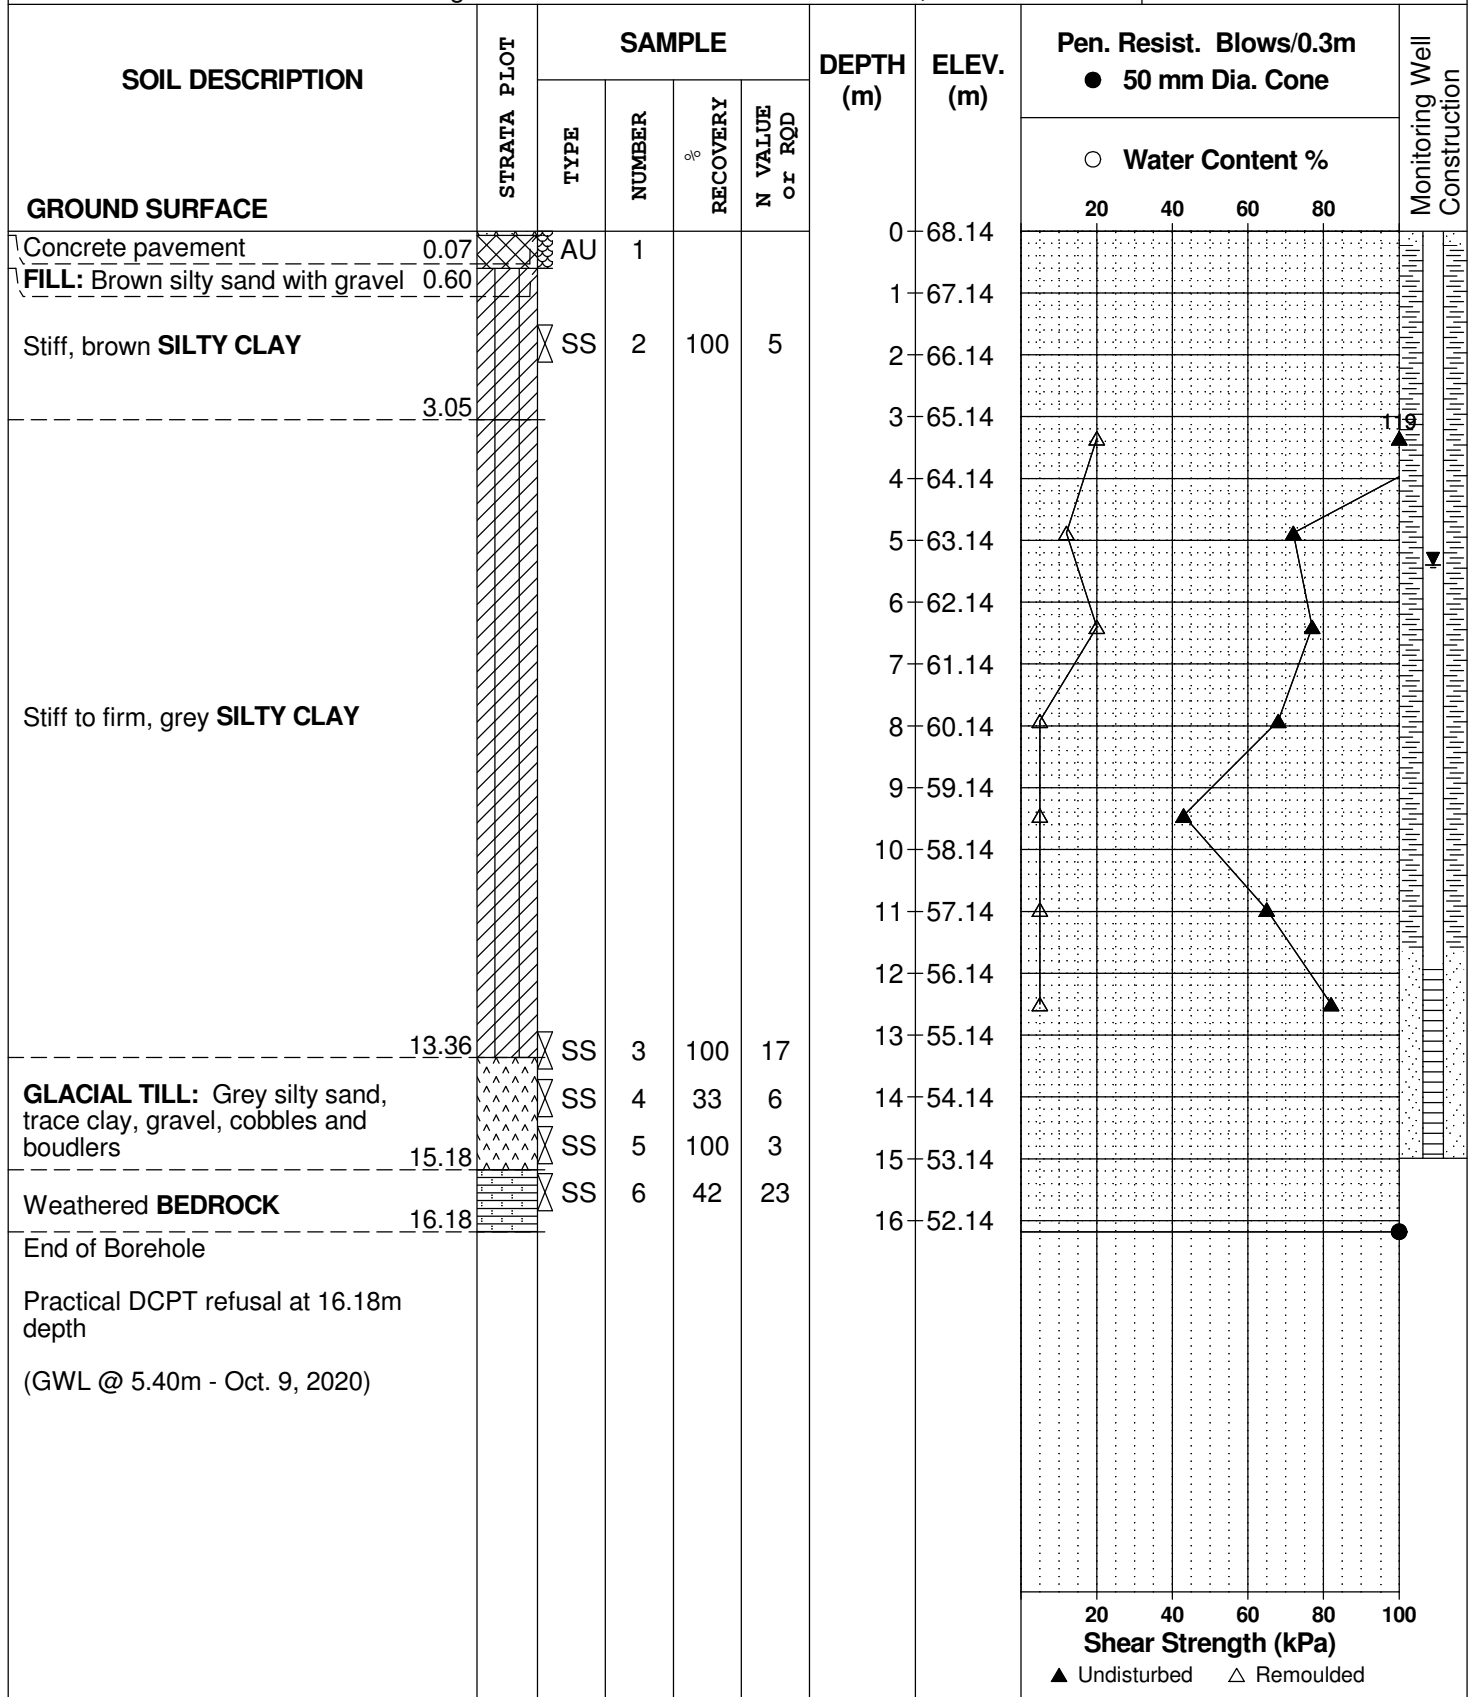 SOIL DESCRIPTION
GROUND SURFACE
STRATA PLOT
SAMPLE
TYPE
NUMBER
% RECOVERY
N VALUE or RQD
DEPTH (m)
ELEV. (m)
Pen. Resist. Blows/0.3m
● 50 mm Dia. Cone
○ Water Content %
20 40 60 80
Monitoring Well Construction
Concrete pavement 0.07
AU 1
FILL: Brown silty sand with gravel 0.60
Stiff, brown SILTY CLAY
SS 2 100 5
3.05
Stiff to firm, grey SILTY CLAY
13.36
SS 3 100 17
GLACIAL TILL: Grey silty sand,
trace clay, gravel, cobbles and
boudlers
15.18
SS 4 33 6
SS 5 100 3
Weathered BEDROCK
16.18
SS 6 42 23
End of Borehole
Practical DCPT refusal at 16.18m
depth
(GWL @ 5.40m - Oct. 9, 2020)
0 68.14
1 67.14
2 66.14
3 65.14
4 64.14
5 63.14
6 62.14
7 61.14
8 60.14
9 59.14
10 58.14
11 57.14
12 56.14
13 55.14
14 54.14
15 53.14
16 52.14
119
20 40 60 80 100
Shear Strength (kPa)
▲ Undisturbed △ Remoulded